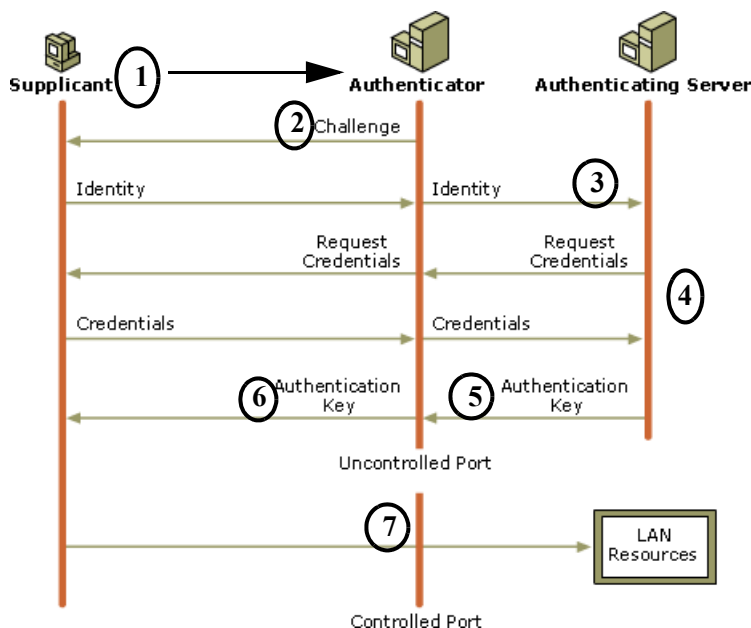 Supplicant
1
Authenticator
Authenticating Server
2
Challenge
Identity
Identity
3
Request
Credentials
Request
Credentials
4
Credentials
Credentials
6
Authentication
Key
5
Authentication
Key
Uncontrolled Port
7
LAN
Resources
Controlled Port